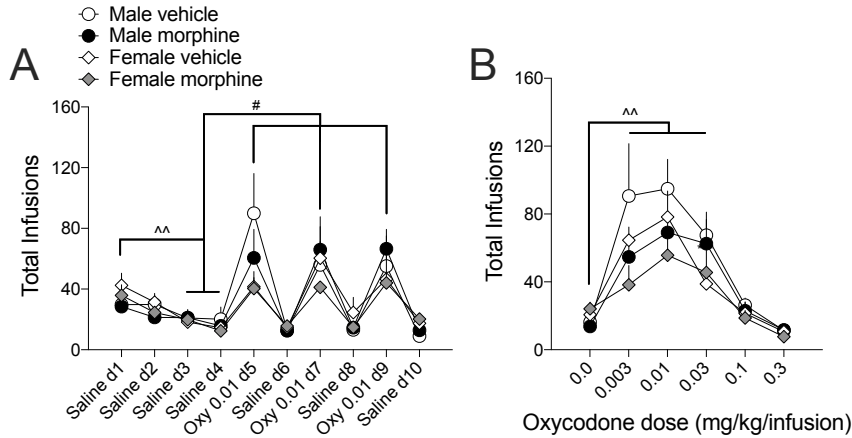 Male vehicle
Male morphine
Female vehicle
Female morphine
A
Total Infusions
160
120
80
40
0
^^
#
Saline d1
Saline d2
Saline d3
Saline d4
Oxy 0.01 d5
Saline d6
Oxy 0.01 d7
Saline d8
Oxy 0.01 d9
Saline d10
B
Total Infusions
160
120
80
40
0
^^
0.0
0.003
0.01
0.03
0.1
0.3
Oxycodone dose (mg/kg/infusion)